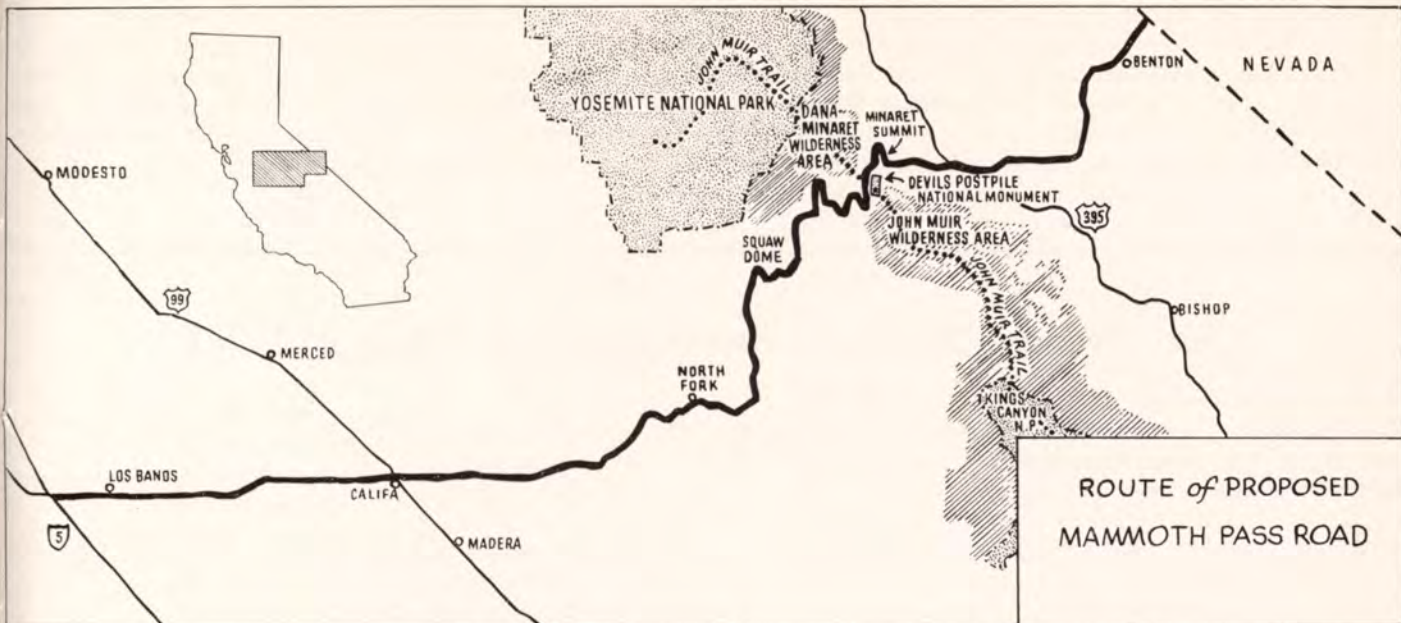 JOHN MUIR TRAIL
YOSEMITE NATIONAL PARK
DANA-
MINARET
WILDERNESS
AREA
MINARET
SUMMIT
BENTON
NEVADA
MODESTO
DEVILS POSTPILE
NATIONAL MONUMENT
395
JOHN MUIR
WILDERNESS AREA
SQUAW
DOME
JOHN MUIR TRAIL
BISHOP
99
MERCED
NORTH
FORK
KINGS
CANYON
N.P.
LOS BANOS
CALIFA
5
MADERA
ROUTE of PROPOSED
MAMMOTH PASS ROAD